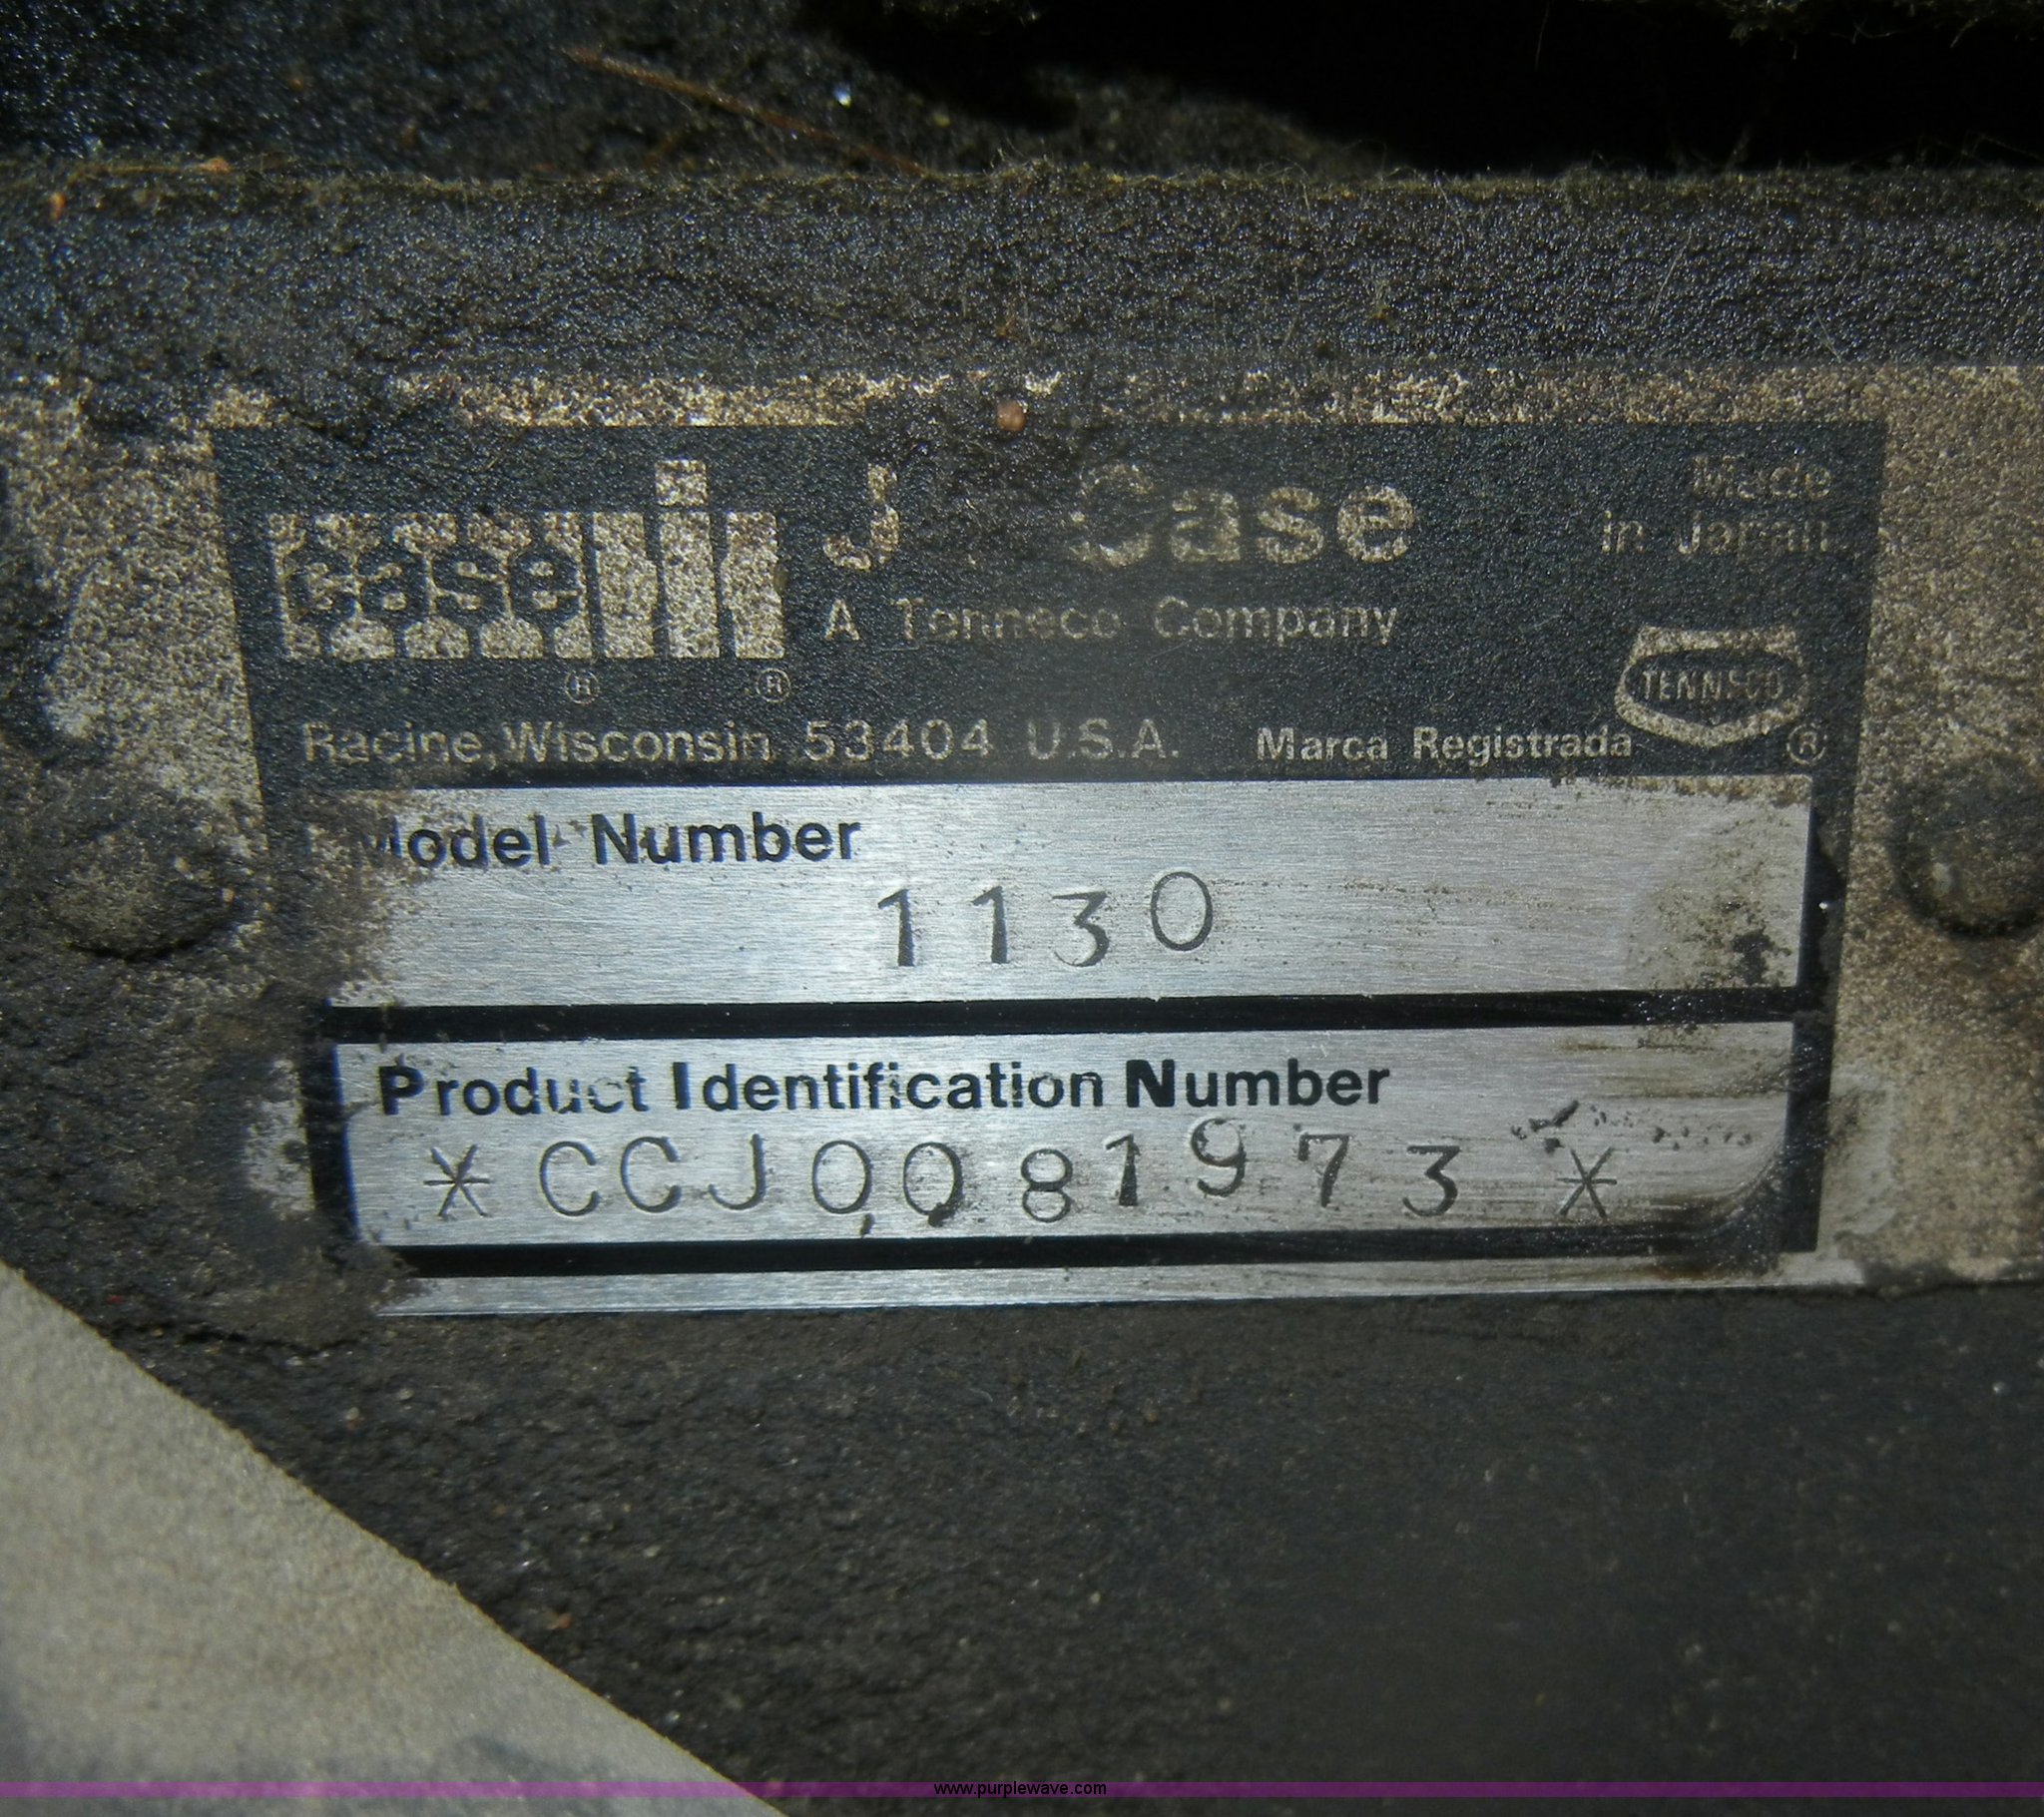 case IH J Case
Made
in Japan
A Tenneco Company
TENNECO
® ®
Racine, Wisconsin 53404 U.S.A. Marca Registrada ®
Model Number
1130
Product Identification Number
*CCJ0081973*
www.purplewave.com